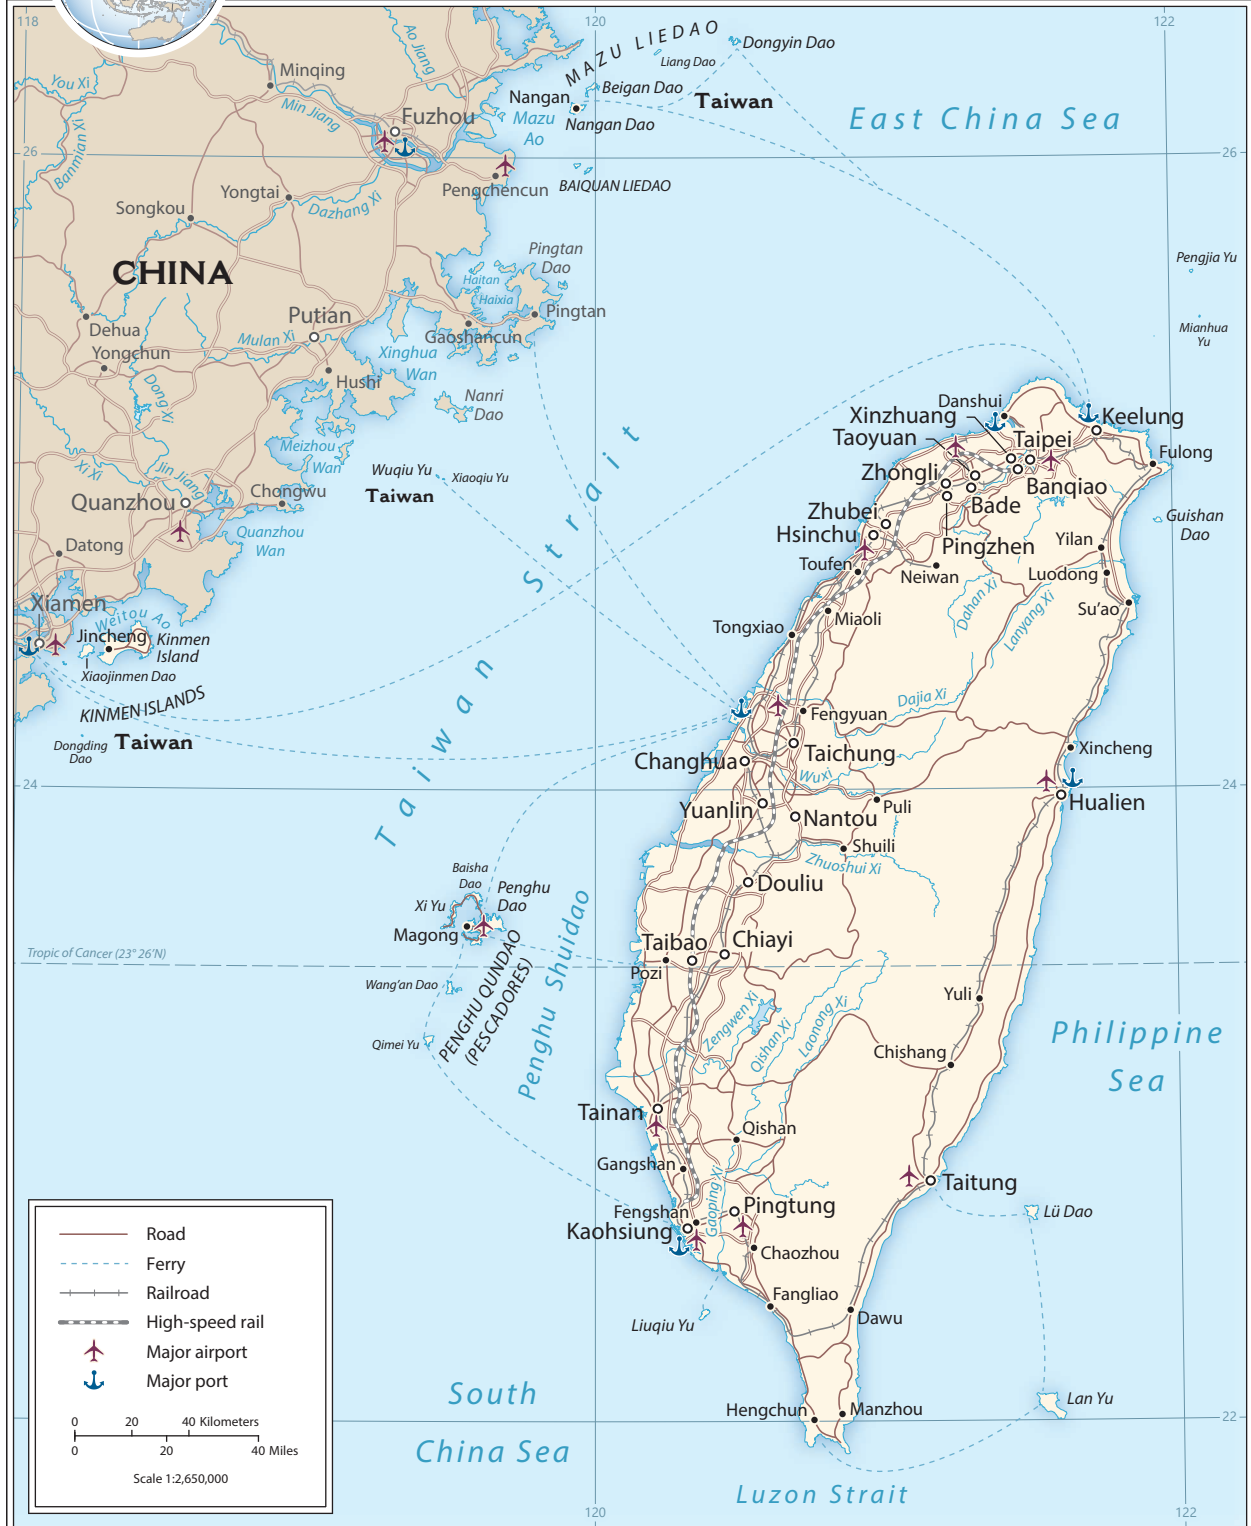 118
120
122
MAZU LIEDAO
Dongyin Dao
Liang Dao
Ao Jiang
Minqing
You Xi
Beigan Dao
Nangan
Taiwan
Min Jiang
Fuzhou
Mazu
Ao
Nangan Dao
East China Sea
Banmian Xi
26
26
Pengchencun
BAIQUAN LIEDAO
Yongtai
Dazhang Xi
Songkou
Pingtan
Dao
Pengjia Yu
CHINA
Haitan
Haixia
Pingtan
Putian
Mianhua
Yu
Dehua
Mulan Xi
Gaoshancun
Yongchun
Xinghua
Wan
Hushi
Dong Xi
Nanri
Dao
Danshui
Xinzhuang
Keelung
Taoyuan
Taipei
Meizhou
Wan
Fulong
Xi Xi
Jin Jiang
Wuqiu Yu
Xiaoqiu Yu
Taiwan
Zhongli
Banqiao
Quanzhou
Chongwu
Bade
Zhubei
Guishan
Dao
Quanzhou
Wan
Hsinchu
Pingzhen
Yilan
Datong
Toufen
Neiwan
Luodong
Taiwan Strait
Dahan Xi
Lanyang Xi
Su'ao
Xiamen
Weitou Ao
Miaoli
Jincheng
Kinmen
Island
Tongxiao
Xiaojinmen Dao
KINMEN ISLANDS
Dajia Xi
Fengyuan
Dongding
Dao
Taiwan
Taichung
Xincheng
Changhua
Wuxi
24
24
Yuanlin
Puli
Hualien
Nantou
Shuili
Zhuoshui Xi
Baisha
Dao
Penghu
Dao
Douliu
Xi Yu
Magong
Taibao
Chiayi
Tropic of Cancer (23°26'N)
Pozi
PENGHU QUNDAO
(PESCADORES)
Penghu Shuidao
Wang'an Dao
Yuli
Zengwen Xi
Qishan Xi
Laonong Xi
Qimei Yu
Chishang
Philippine
Sea
Tainan
Qishan
Gangshan
Gaoping Xi
Taitung
Fengshan
Pingtung
Lü Dao
Kaohsiung
Chaozhou
Fangliao
Liuqiu Yu
Dawu
South
China Sea
Lan Yu
Hengchun
Manzhou
22
Luzon Strait
120
122
Road
Ferry
Railroad
High-speed rail
Major airport
Major port
0 20 40 Kilometers
0 20 40 Miles
Scale 1:2,650,000